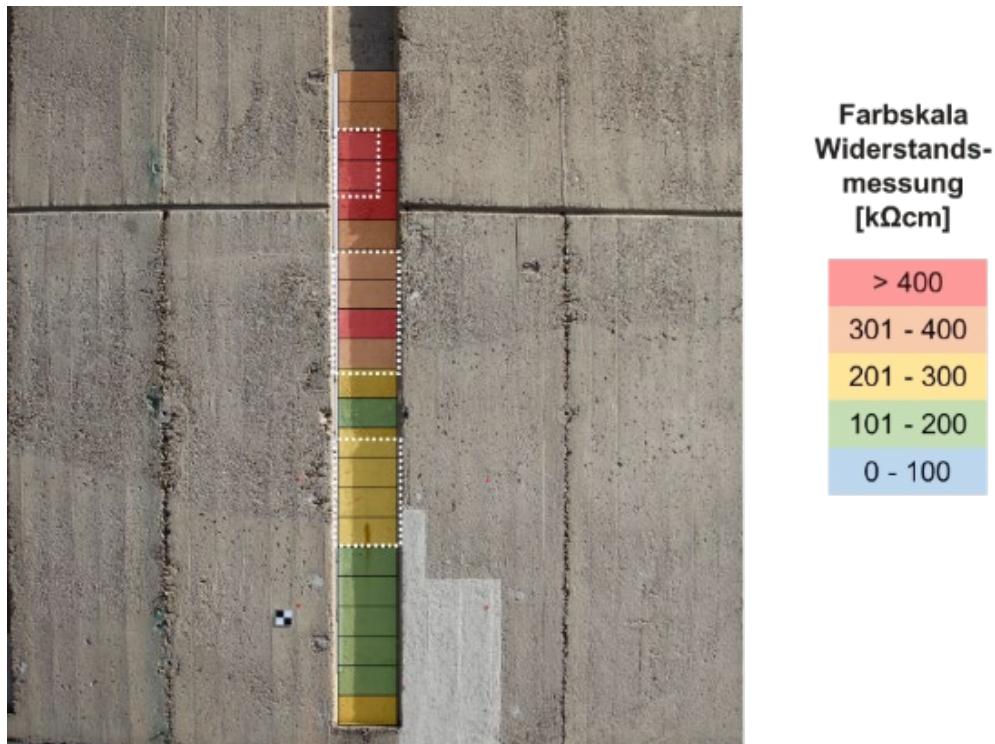 Farbskala
Widerstands-
messung
[kΩcm]
> 400
301 - 400
201 - 300
101 - 200
0 - 100